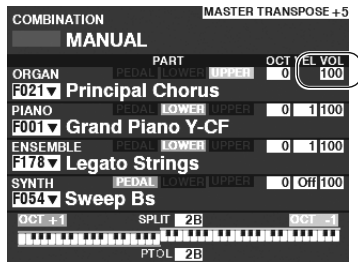 COMBINATION MASTER TRANSPOSE +5
MANUAL
PART OCT VEL VOL
ORGAN PEDAL LOWER UPPER 0 100
F021▼ Principal Chorus
PIANO PEDAL LOWER UPPER 0 1 100
F001▼ Grand Piano Y-CF
ENSEMBLE PEDAL LOWER UPPER 0 1 100
F178▼ Legato Strings
SYNTH PEDAL LOWER UPPER 0 Off 100
F054▼ Sweep Bs
OCT +1 SPLIT 2B OCT -1
PTOL 2B